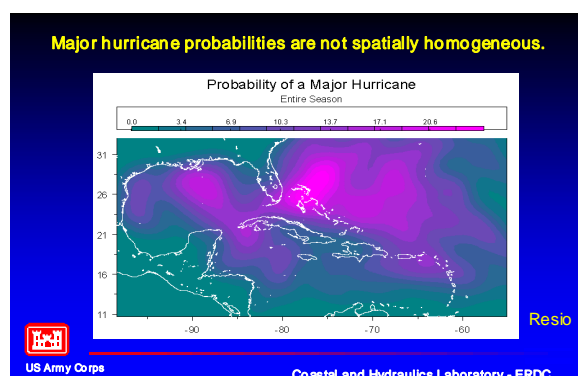 Major hurricane probabilities are not spatially homogeneous.
Probability of a Major Hurricane
Entire Season
0.0 3.4 6.9 10.3 13.7 17.1 20.6
31
26
21
16
11
-90 -80 -70 -60
Resio
US Army Corps
Coastal and Hydraulics Laboratory - ERDC